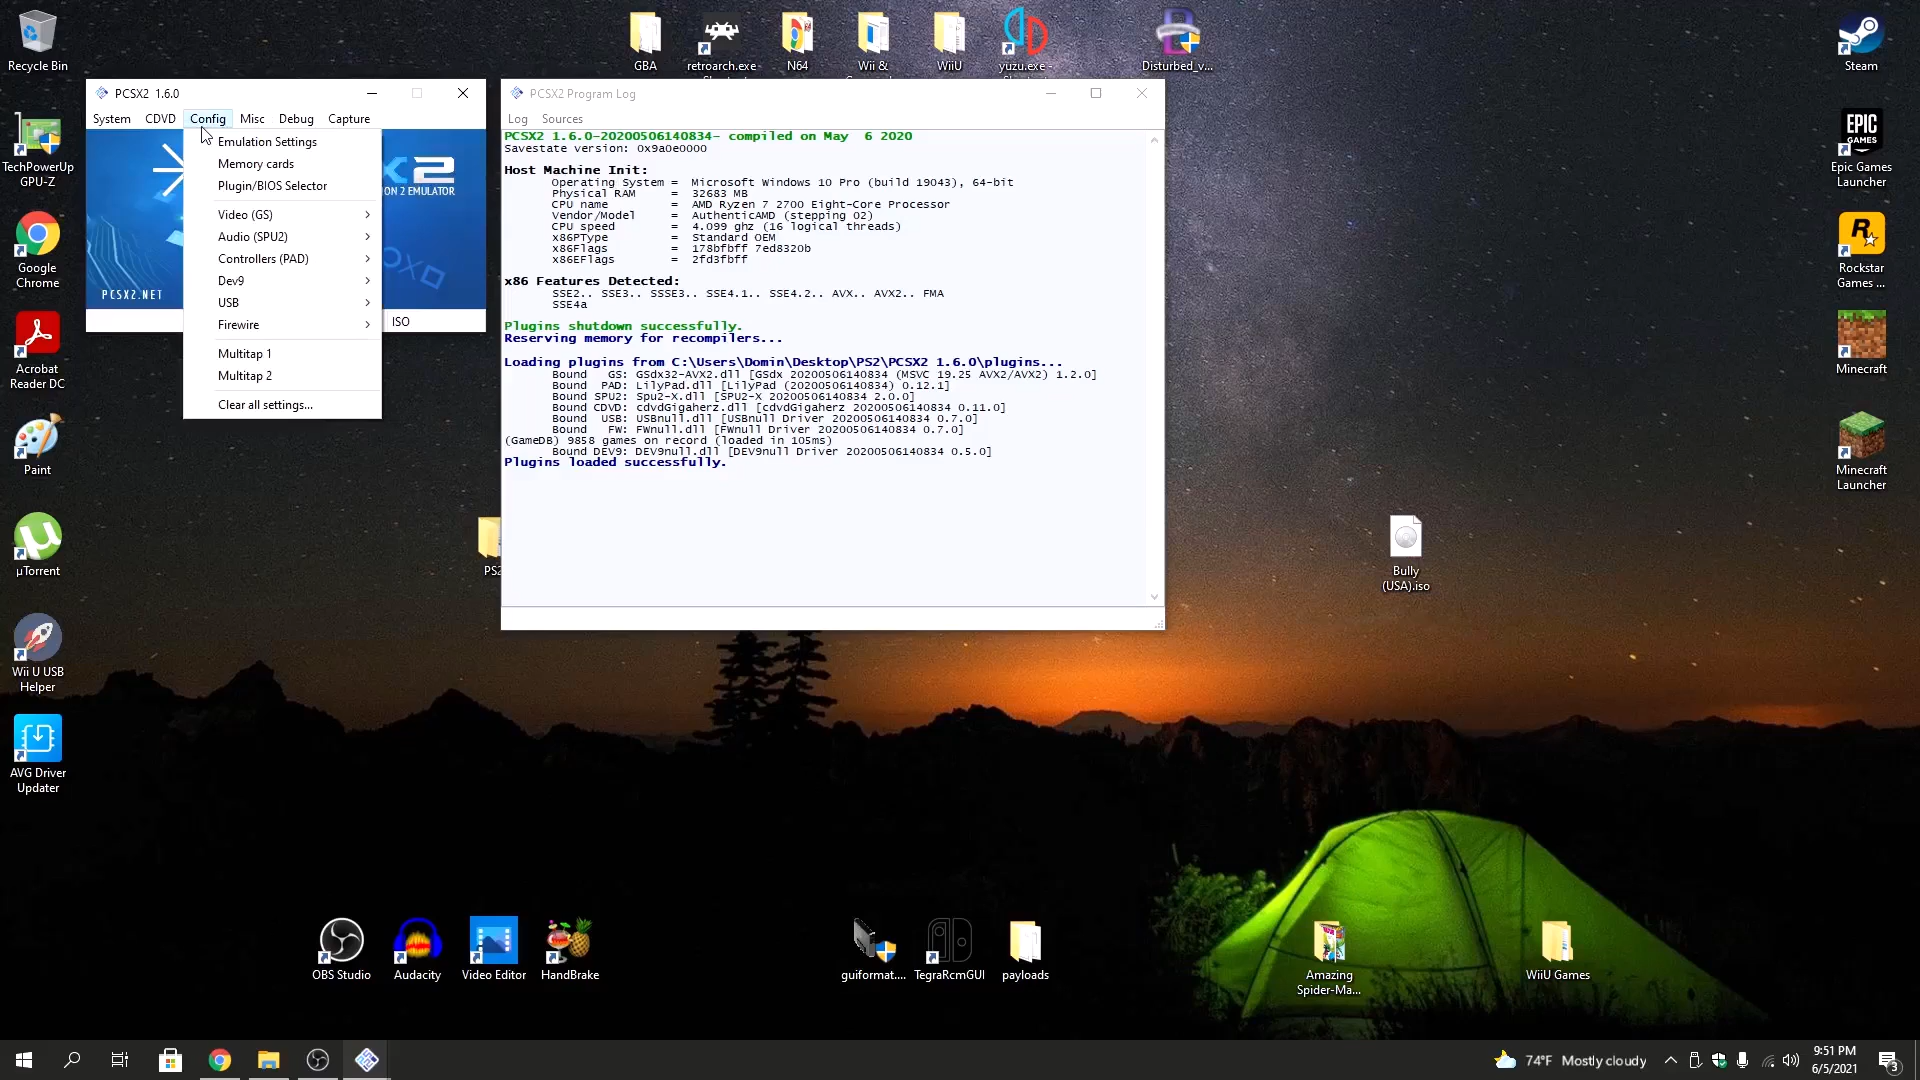 Recycle Bin
TechPowerUp
GPU-Z
Google
Chrome
Acrobat
Reader DC
Paint
µTorrent
Wii U USB
Helper
AVG Driver
Updater
GBA
retroarch.exe
N64
Wii &
WiiU
yuzu.exe -
Disturbed_v...
Steam
EPIC
GAMES
Epic Games
Launcher
Rockstar
Games ...
Minecraft
Minecraft
Launcher
PCSX2 1.6.0
System CDVD Config Misc Debug Capture
Emulation Settings
Memory cards
Plugin/BIOS Selector
Video (GS)
Audio (SPU2)
Controllers (PAD)
Dev9
USB
Firewire
Multitap 1
Multitap 2
Clear all settings...
X2
ION 2 EMULATOR
PCSX2.NET
ISO
PCSX2 Program Log
Log Sources
PCSX2 1.6.0-20200506140834- compiled on May 6 2020
Savestate version: 0x9a0e0000
Host Machine Init:
Operating System = Microsoft Windows 10 Pro (build 19043), 64-bit
Physical RAM = 32683 MB
CPU name = AMD Ryzen 7 2700 Eight-Core Processor
Vendor/Model = AuthenticAMD (stepping 02)
CPU speed = 4.099 ghz (16 logical threads)
x86PType = Standard OEM
x86Flags = 178bfbff 7ed8320b
x86EFlags = 2fd3fbff
x86 Features Detected:
SSE2.. SSE3.. SSSE3.. SSE4.1.. SSE4.2.. AVX.. AVX2.. FMA
SSE4a
Plugins shutdown successfully.
Reserving memory for recompilers...
Loading plugins from C:\Users\Domin\Desktop\PS2\PCSX2 1.6.0\plugins...
Bound GS: GSdx32-AVX2.dll [GSdx 20200506140834 (MSVC 19.25 AVX2/AVX2) 1.2.0]
Bound PAD: LilyPad.dll [LilyPad (20200506140834) 0.12.1]
Bound SPU2: Spu2-X.dll [SPU2-X 20200506140834 2.0.0]
Bound CDVD: cdvdGigaherz.dll [cdvdGigaherz 20200506140834 0.11.0]
Bound USB: USBnull.dll [USBnull Driver 20200506140834 0.7.0]
Bound FW: FWnull.dll [FWnull Driver 20200506140834 0.7.0]
(GameDB) 9858 games on record (loaded in 105ms)
Bound DEV9: DEV9null.dll [DEV9null Driver 20200506140834 0.5.0]
Plugins loaded successfully.
PS2
Bully
(USA).iso
OBS Studio
Audacity
Video Editor
HandBrake
guiformat....
TegraRcmGUI
payloads
Amazing
Spider-Ma...
WiiU Games
74°F Mostly cloudy
9:51 PM
6/5/2021
3